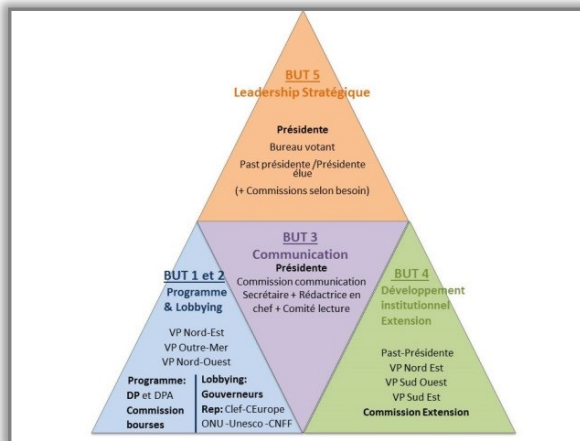 BUT 5
Leadership Stratégique
Présidente
Bureau votant
Past présidente /Présidente
élue
(+ Commissions selon besoin)
BUT 3
Communication
Présidente
Commission communication
Secrétaire + Rédactrice en
chef + Comité lecture
BUT 1 et 2
Programme
& Lobbying
VP Nord-Est
VP Outre-Mer
VP Nord-Ouest
Programme:
DP et DPA
Commission
bourses
Lobbying:
Gouverneurs
Rep: Clef-CEurope
ONU -Unesco -CNFF
BUT 4
Développement
institutionnel
Extension
Past-Présidente
VP Nord Est
VP Sud Ouest
VP Sud Est
Commission Extension